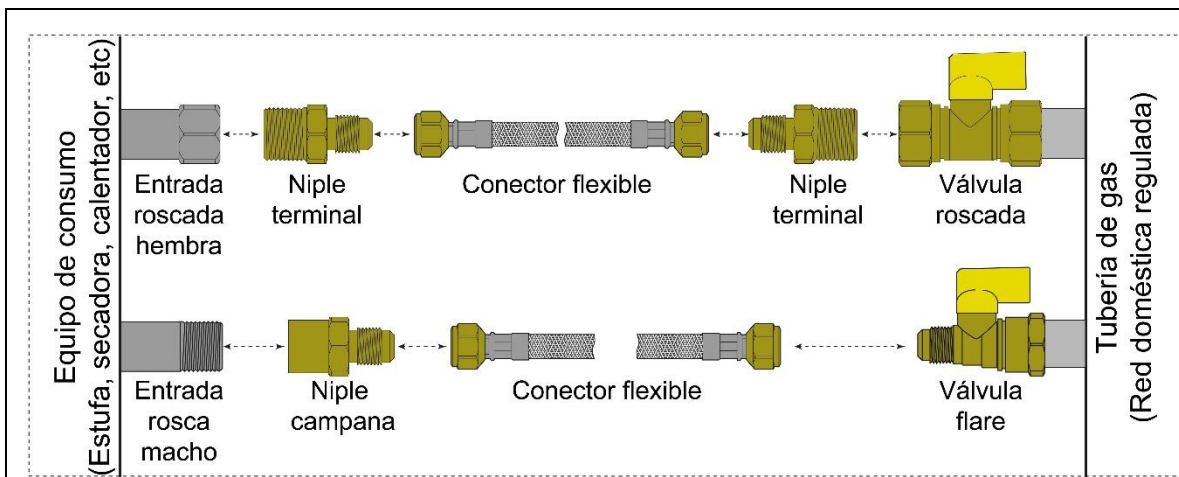 Equipo de consumo
(Estufa, secadora, calentador, etc)
Entrada
roscada
hembra
Niple
terminal
Conector flexible
Niple
terminal
Válvula
roscada
Entrada
rosca
macho
Niple
campana
Conector flexible
Válvula
flare
Tubería de gas
(Red doméstica regulada)